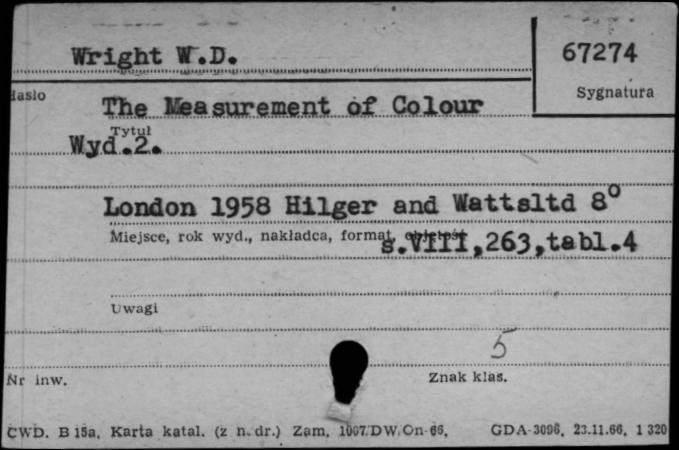 Wright W.D.
67274
Hasło
Sygnatura
The Measurement of Colour
Tytuł
Wyd.2.
London 1958 Hilger and Wattsltd 8°
Miejsce, rok wyd., nakładca, format, objętość
s.VIII,263,tabl.4
Uwagi
5
Nr inw.
Znak klas.
CWD. B 15a. Karta katal. (z n. dr.) Zam. 1007/DW/On-66. GDA-3096. 23.11.66. 1 320